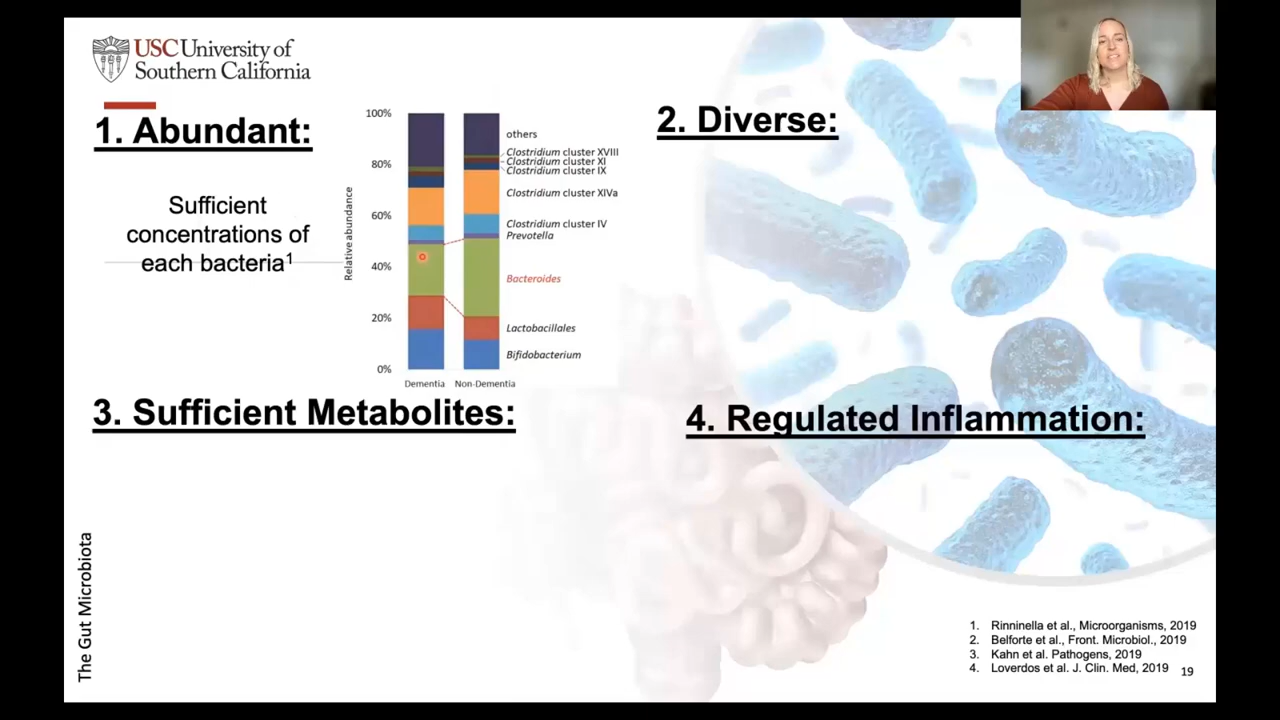 USC University of
Southern California
1. Abundant:
Sufficient
concentrations of
each bacteria1
Relative abundance
100%
80%
60%
40%
20%
0%
others
Clostridium cluster XVIII
Clostridium cluster XI
Clostridium cluster IX
Clostridium cluster XIVa
Clostridium cluster IV
Prevotella
Bacteroides
Lactobacillales
Bifidobacterium
Dementia
Non-Dementia
2. Diverse:
3. Sufficient Metabolites:
4. Regulated Inflammation:
The Gut Microbiota
1. Rinninella et al., Microorganisms, 2019
2. Belforte et al., Front. Microbiol., 2019
3. Kahn et al. Pathogens, 2019
4. Loverdos et al. J. Clin. Med, 2019
19